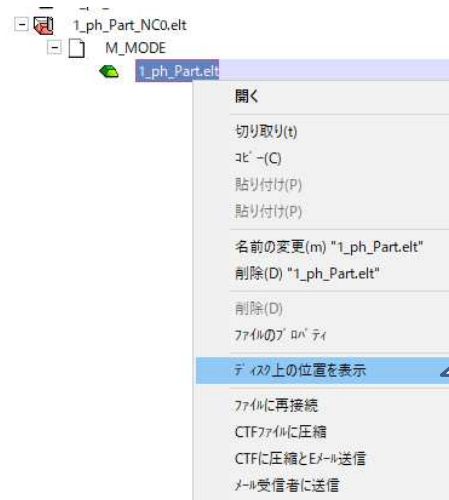 1_ph_Part_NC0.elt
M_MODE
1_ph_Part.elt
開く
切り取り(t)
ｺﾋﾟｰ(C)
貼り付け(P)
貼り付け(P)
名前の変更(m) "1_ph_Part.elt"
削除(D) "1_ph_Part.elt"
削除(D)
ﾌｧｲﾙのﾌﾟﾛﾊﾟﾃｨ
ﾃﾞｨｽｸ上の位置を表示
ﾌｧｲﾙに再接続
CTFﾌｧｲﾙに圧縮
CTFに圧縮とEﾒｰﾙ送信
ﾒｰﾙ受信者に送信